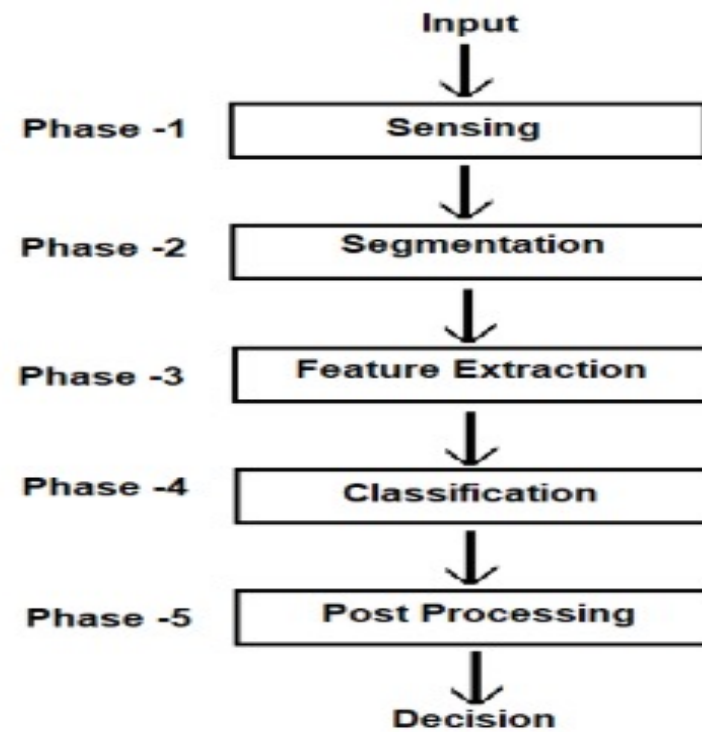 Input
Phase -1 Sensing
Phase -2 Segmentation
Phase -3 Feature Extraction
Phase -4 Classification
Phase -5 Post Processing
Decision